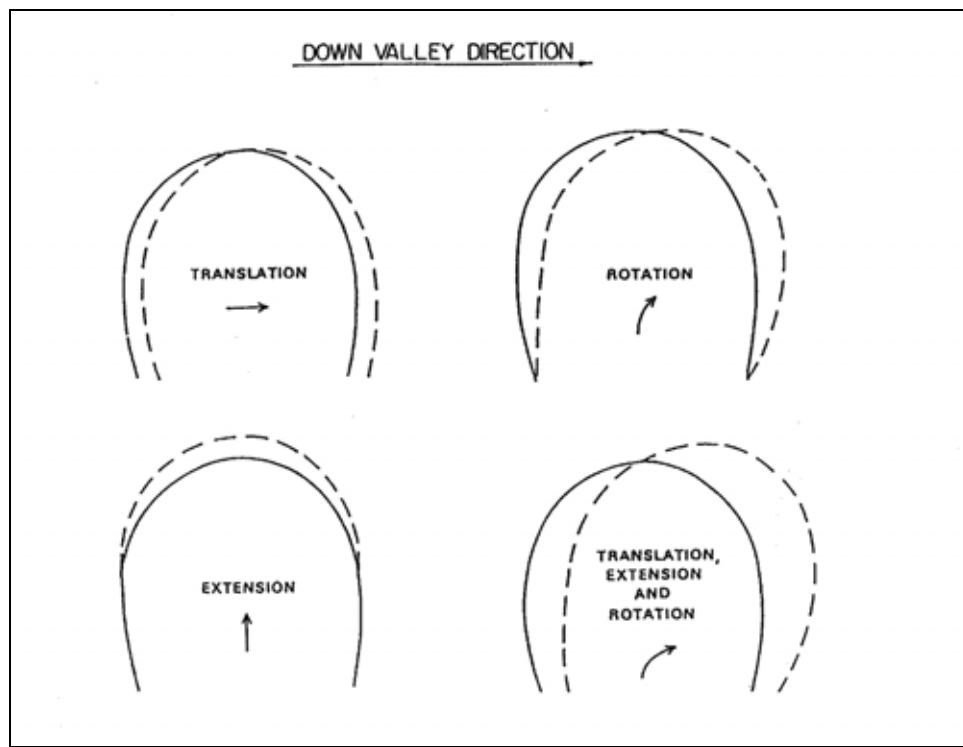 DOWN VALLEY DIRECTION
TRANSLATION
ROTATION
EXTENSION
TRANSLATION,
EXTENSION
AND
ROTATION